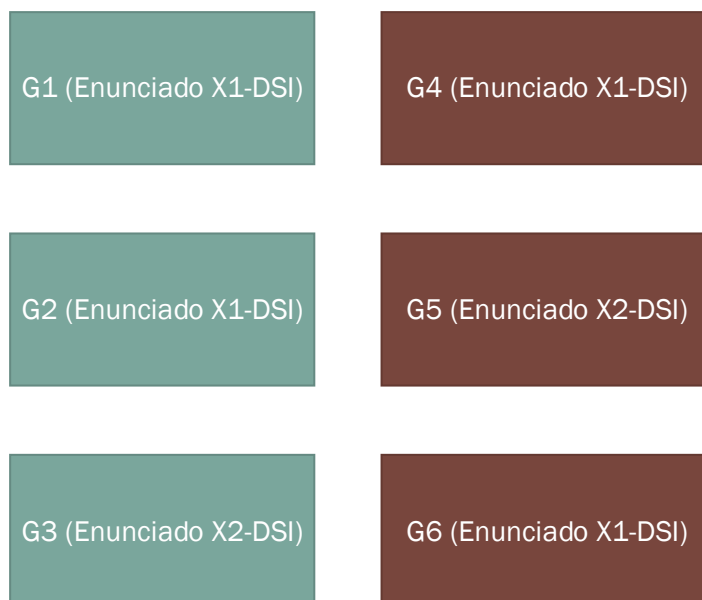 G1 (Enunciado X1-DSI)
G4 (Enunciado X1-DSI)
G2 (Enunciado X1-DSI)
G5 (Enunciado X2-DSI)
G3 (Enunciado X2-DSI)
G6 (Enunciado X1-DSI)